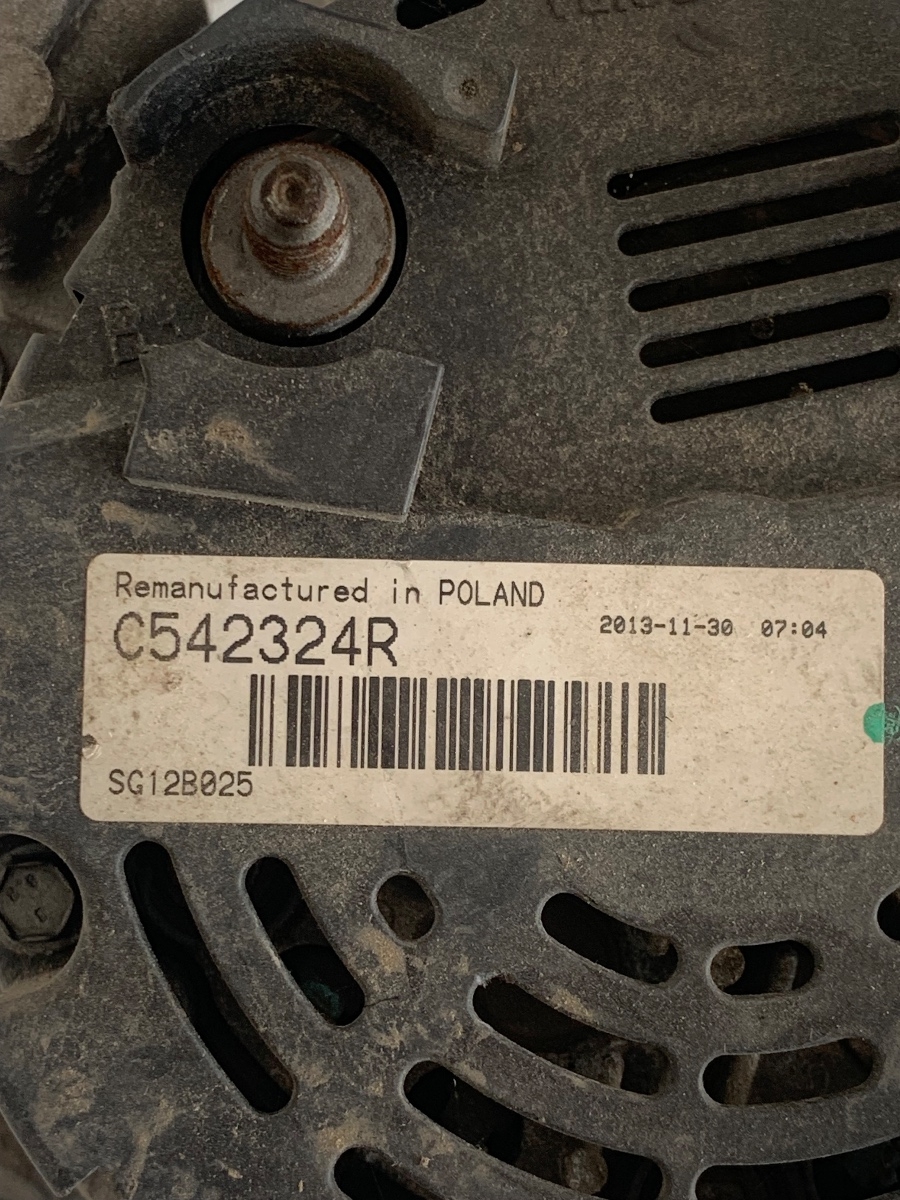 Remanufactured in POLAND
C542324R
2013-11-30 07:04
SG12B025